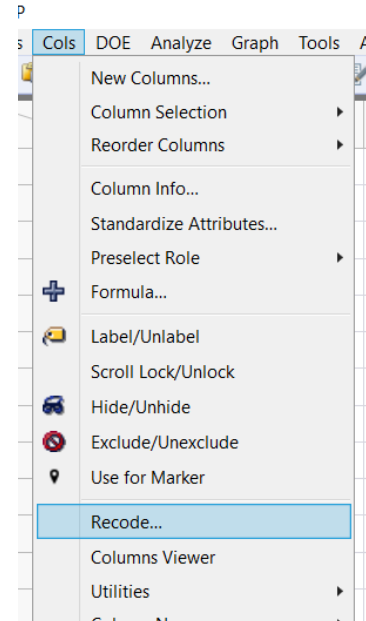 P
s Cols DOE Analyze Graph Tools A
New Columns...
Column Selection
Reorder Columns
Column Info...
Standardize Attributes...
Preselect Role
Formula...
Label/Unlabel
Scroll Lock/Unlock
Hide/Unhide
Exclude/Unexclude
Use for Marker
Recode...
Columns Viewer
Utilities